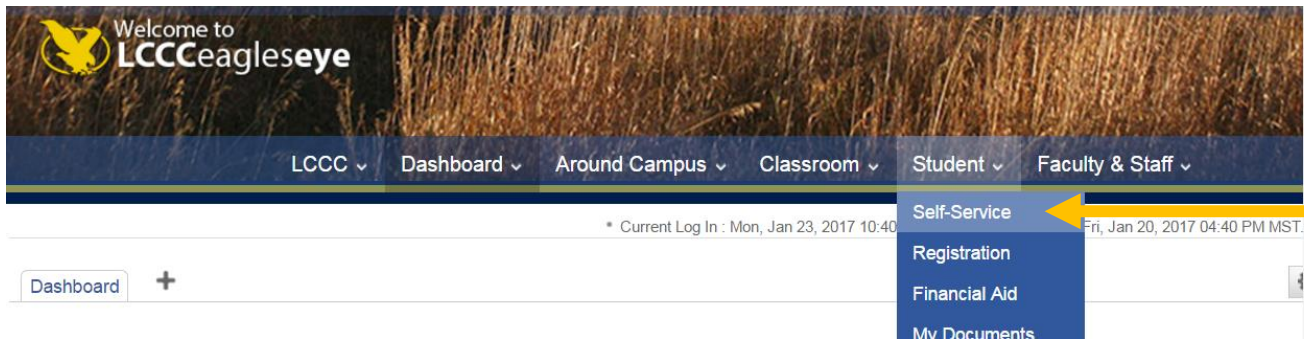 Welcome to
LCCCeagleseye
LCCC Dashboard Around Campus Classroom Student Faculty & Staff
Self-Service
* Current Log In : Mon, Jan 23, 2017 10:40 Fri, Jan 20, 2017 04:40 PM MST.
Registration
Dashboard +
Financial Aid
My Documents